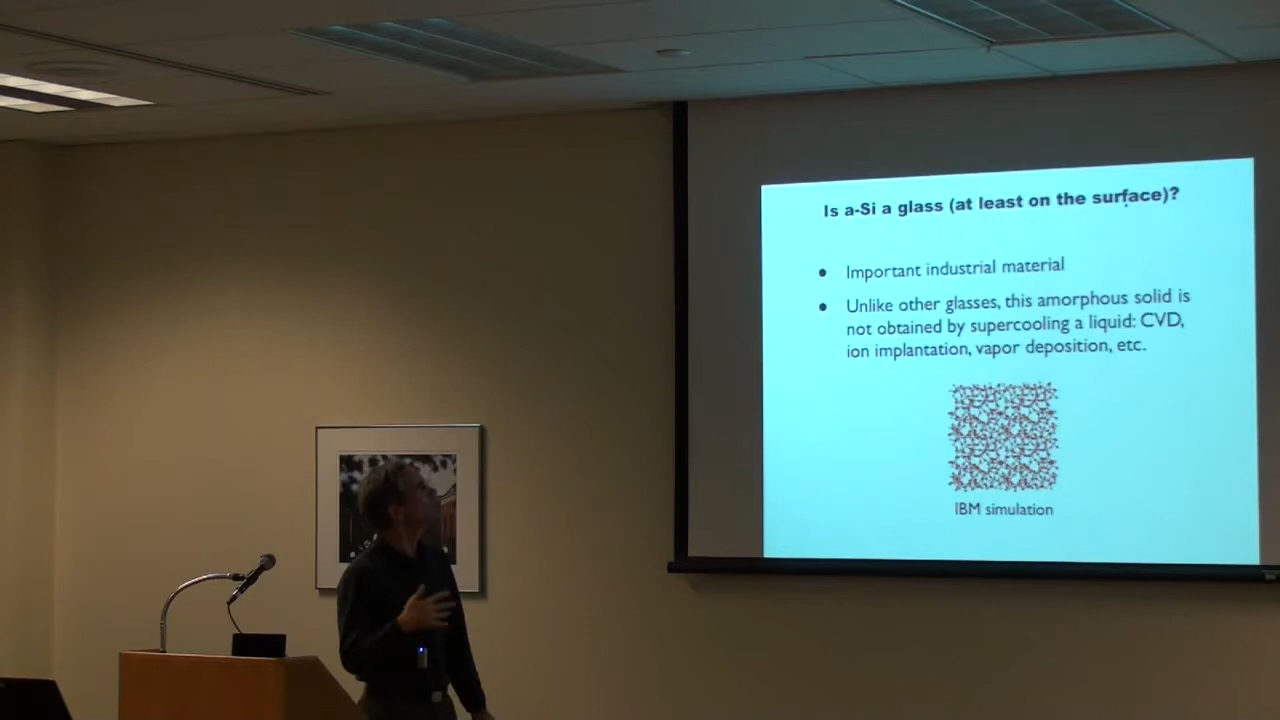 Is a-Si a glass (at least on the surface)?
● Important industrial material
● Unlike other glasses, this amorphous solid is
not obtained by supercooling a liquid: CVD,
ion implantation, vapor deposition, etc.
IBM simulation